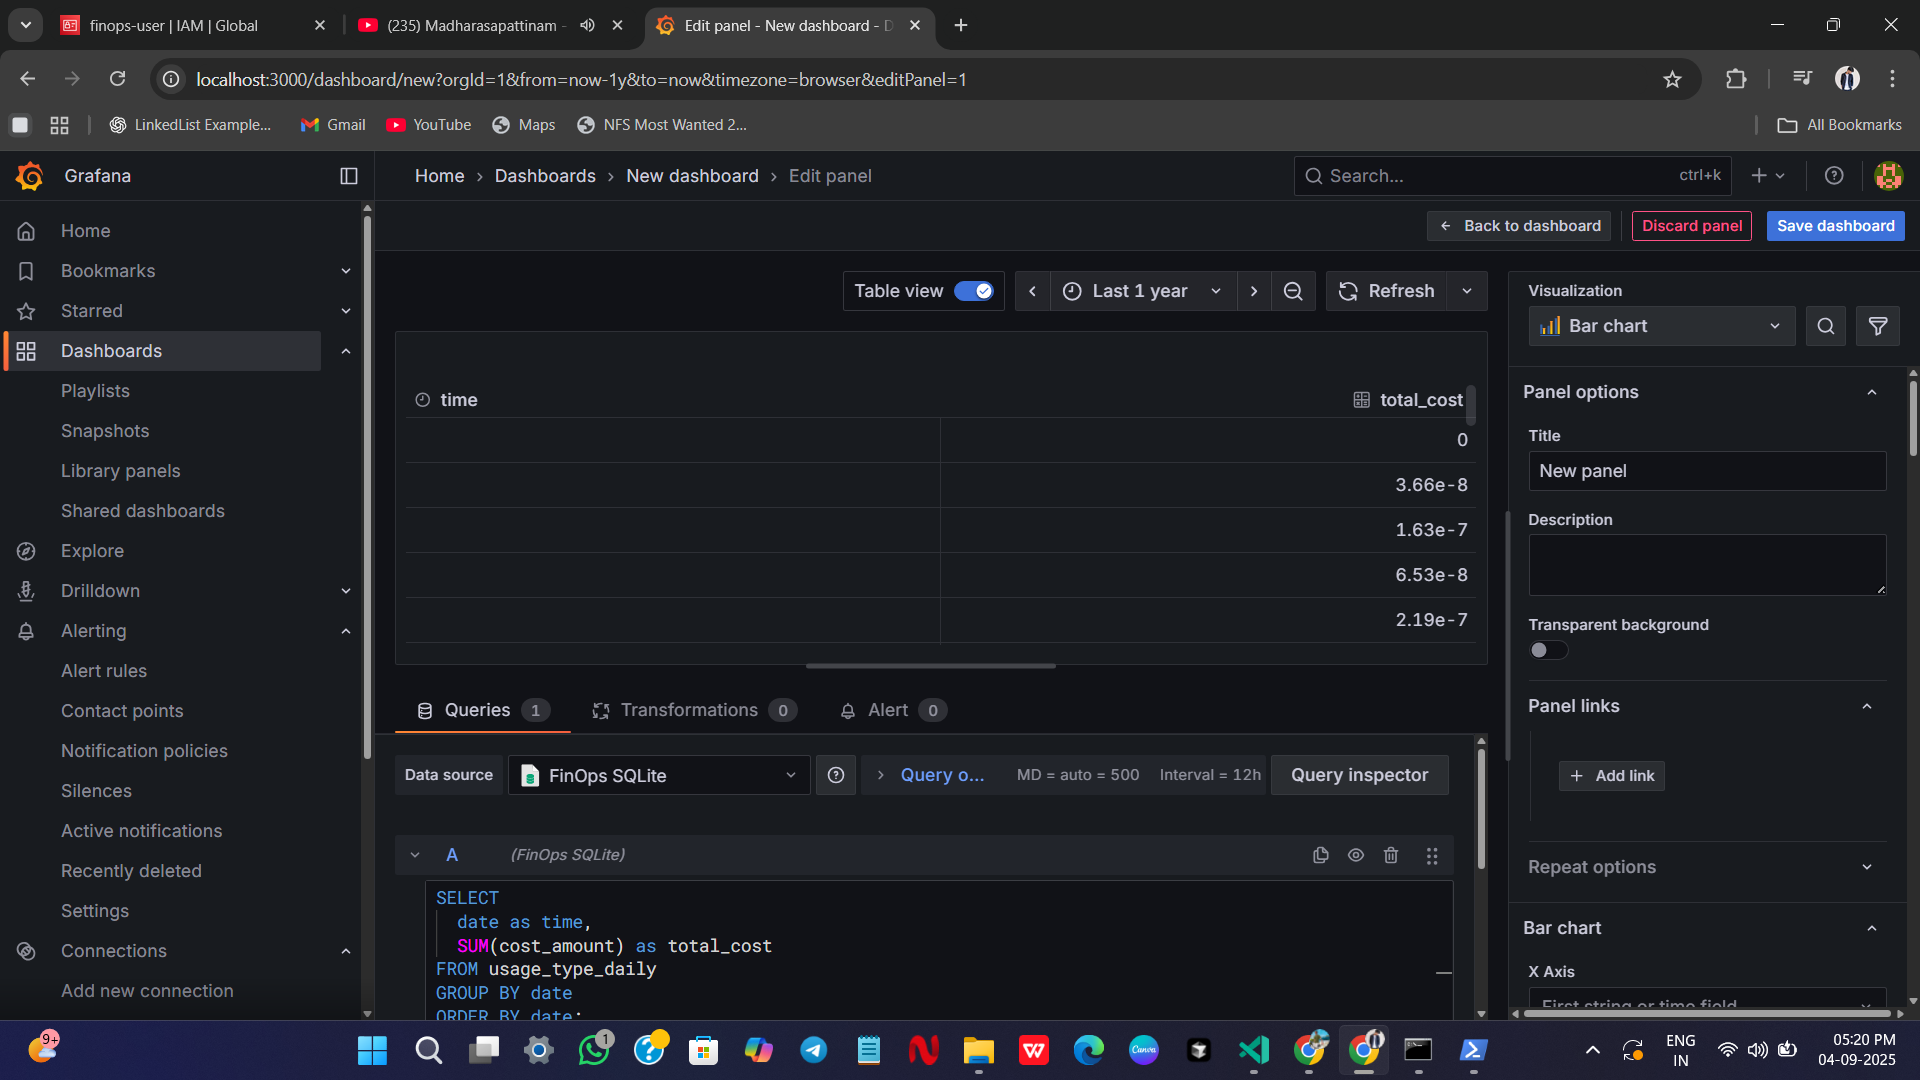 finops-user | IAM | Global
(235) Madharasapattinam -
Edit panel - New dashboard - D
localhost:3000/dashboard/new?orgId=1&from=now-1y&to=now&timezone=browser&editPanel=1
LinkedList Example...
Gmail
YouTube
Maps
NFS Most Wanted 2...
All Bookmarks
Grafana
Home › Dashboards › New dashboard › Edit panel
Search...
ctrl+k
Back to dashboard
Discard panel
Save dashboard
Home
Bookmarks
Starred
Dashboards
Playlists
Snapshots
Library panels
Shared dashboards
Explore
Drilldown
Alerting
Alert rules
Contact points
Notification policies
Silences
Active notifications
Recently deleted
Settings
Connections
Add new connection
Table view
Last 1 year
Refresh
time
total_cost
0
3.66e-8
1.63e-7
6.53e-8
2.19e-7
Queries 1
Transformations 0
Alert 0
Data source
FinOps SQLite
Query o...
MD = auto = 500
Interval = 12h
Query inspector
A
(FinOps SQLite)
SELECT
date as time,
SUM(cost_amount) as total_cost
FROM usage_type_daily
GROUP BY date
ORDER BY date;
Visualization
Bar chart
Panel options
Title
New panel
Description
Transparent background
Panel links
+ Add link
Repeat options
Bar chart
X Axis
First string or time field
9+
1
W
Canva
ENG
IN
05:20 PM
04-09-2025